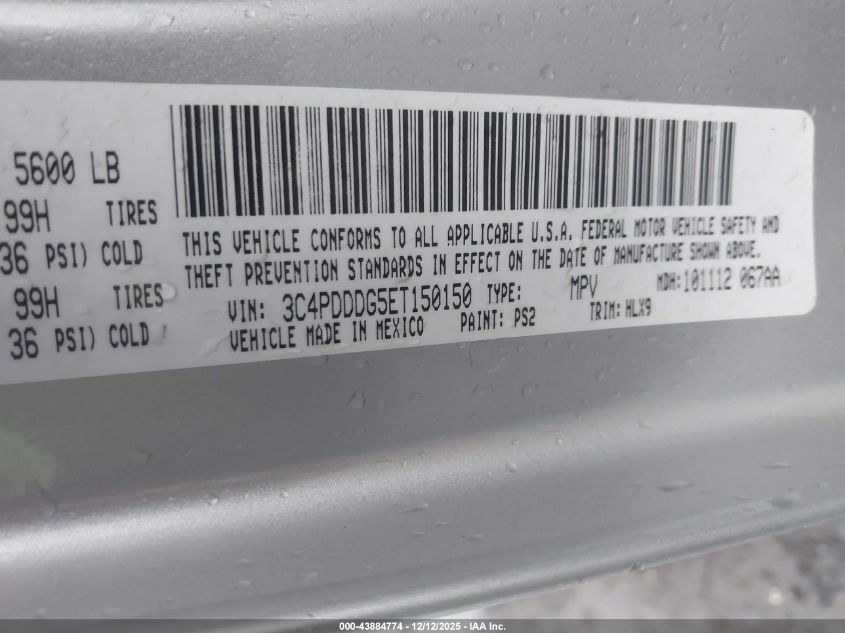 5600 LB
99H TIRES
36 PSI) COLD
99H TIRES
36 PSI) COLD
THIS VEHICLE CONFORMS TO ALL APPLICABLE U.S.A. FEDERAL MOTOR VEHICLE SAFETY AND
THEFT PREVENTION STANDARDS IN EFFECT ON THE DATE OF MANUFACTURE SHOWN ABOVE.
VIN: 3C4PDDDG5ET150150 TYPE: MPV MDH:101112 067AA
VEHICLE MADE IN MEXICO PAINT: PS2 TRIM: HLX9
000-43884774 - 12/12/2025 - IAA Inc.